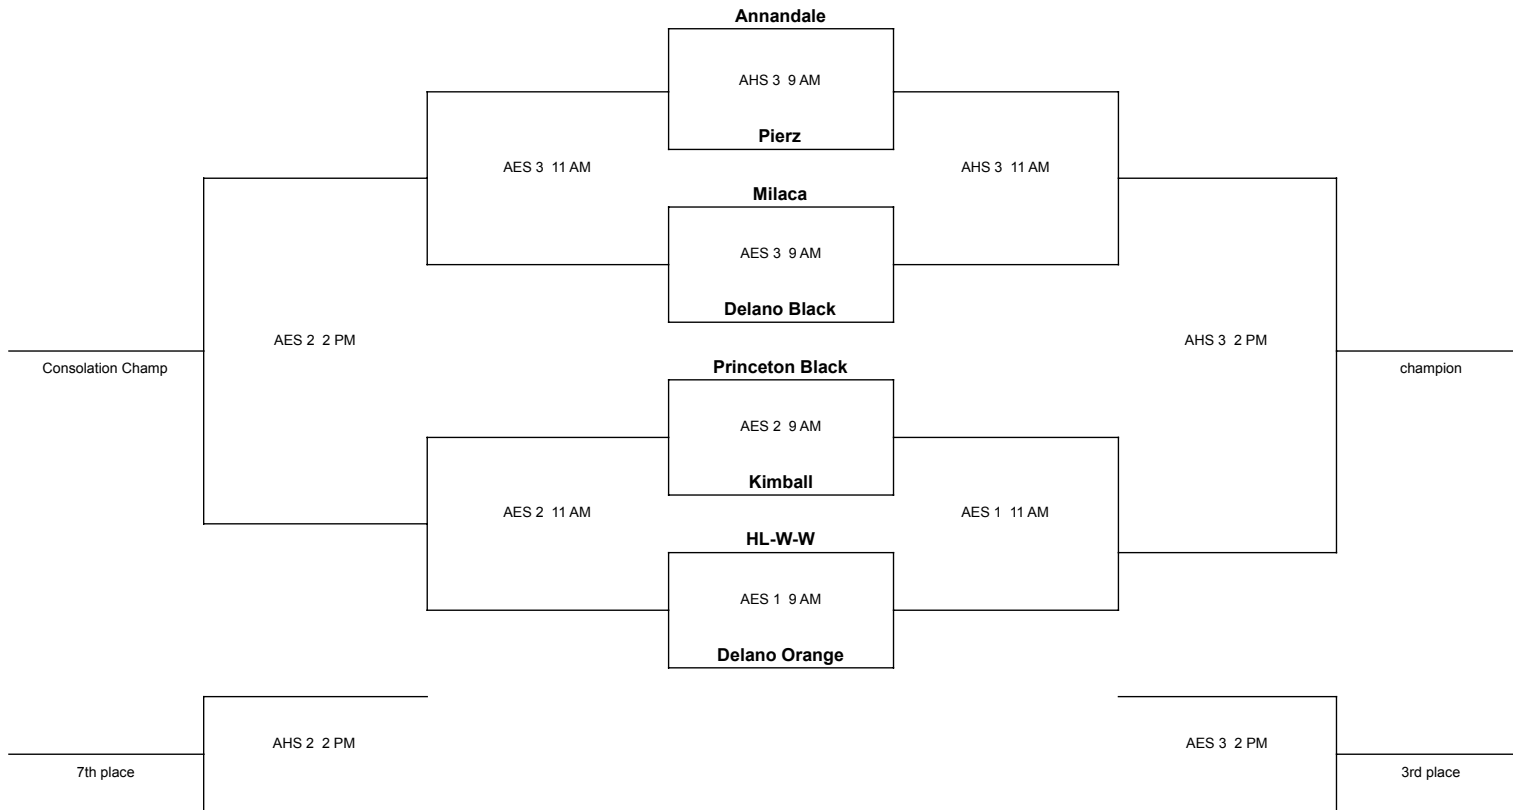 Annandale
AHS 3 9 AM
Pierz
AES 3 11 AM
AHS 3 11 AM
Milaca
AES 3 9 AM
Delano Black
AES 2 2 PM
AHS 3 2 PM
Consolation Champ
champion
Princeton Black
AES 2 9 AM
Kimball
AES 2 11 AM
AES 1 11 AM
HL-W-W
AES 1 9 AM
Delano Orange
AHS 2 2 PM
AES 3 2 PM
7th place
3rd place